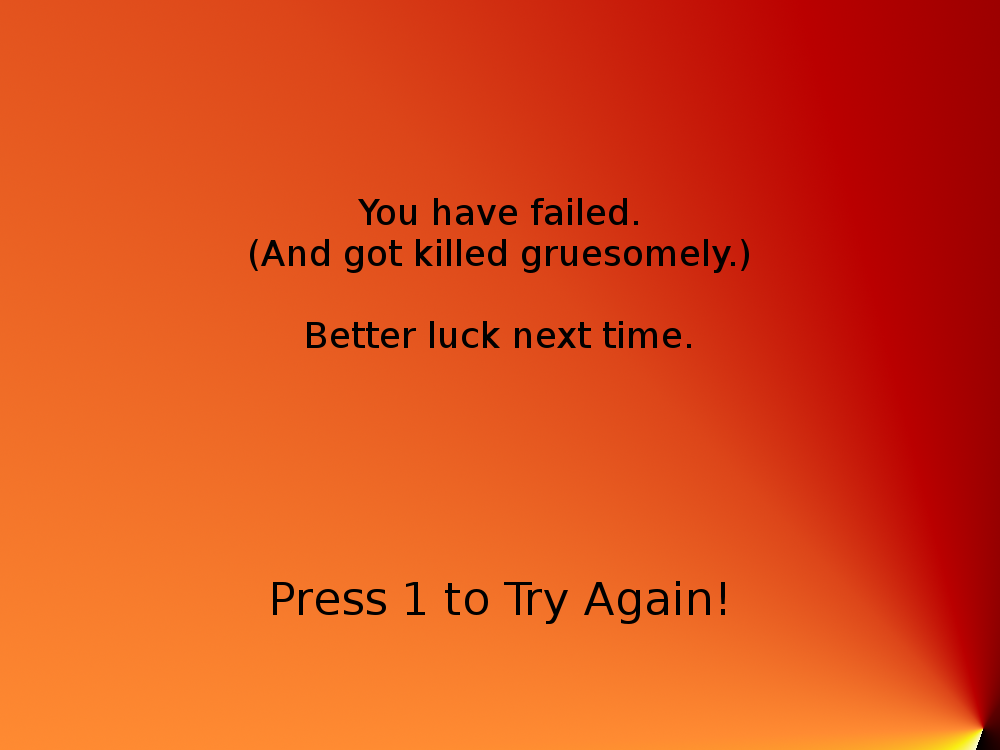 You have failed.
(And got killed gruesomely.)
Better luck next time.
Press 1 to Try Again!